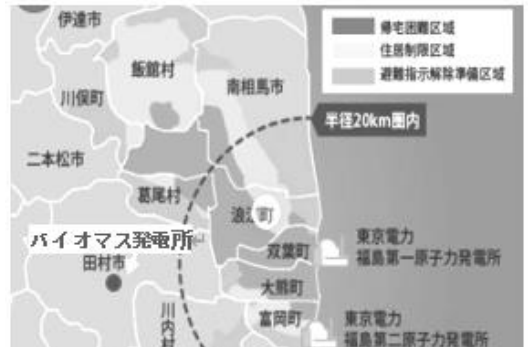 伊達市
帰宅困難区域
住居制限区域
避難指示解除準備区域
飯舘村
南相馬市
川俣町
半径20km圏内
二本松市
葛尾村
浪江町
バイオマス発電所
田村市
双葉町
東京電力
福島第一原子力発電所
大熊町
川内村
富岡町
東京電力
福島第二原子力発電所